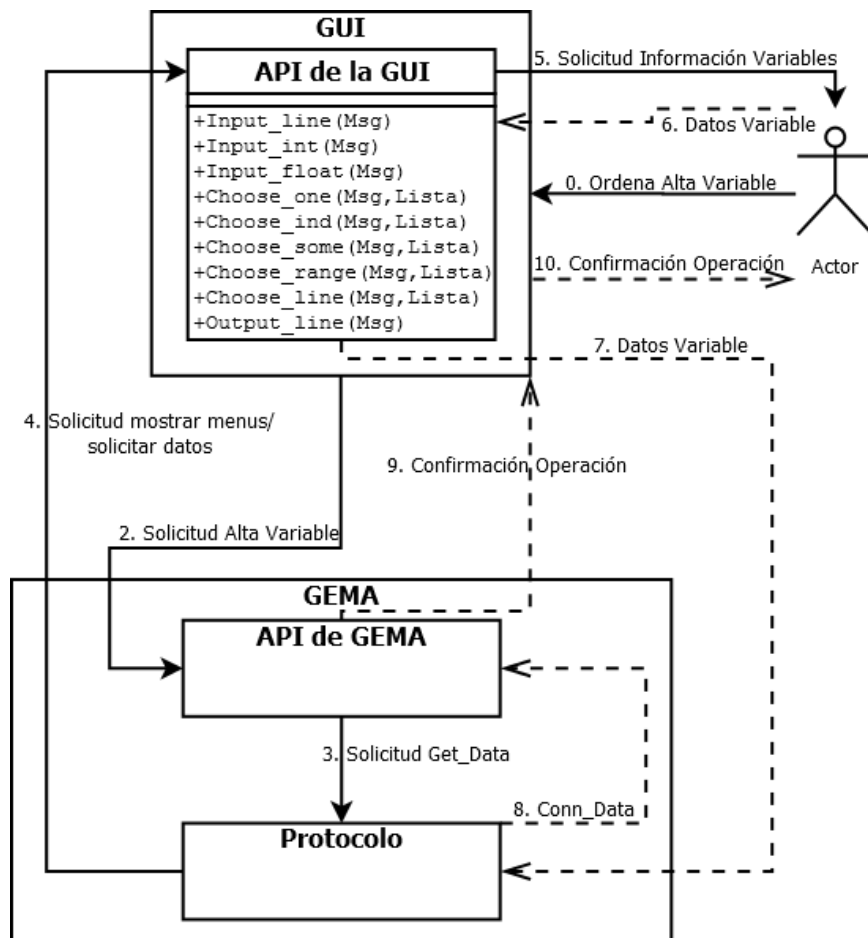 GUI
API de la GUI
+Input_line(Msg)
+Input_int(Msg)
+Input_float(Msg)
+Choose_one(Msg,Lista)
+Choose_ind(Msg,Lista)
+Choose_some(Msg,Lista)
+Choose_range(Msg,Lista)
+Choose_line(Msg,Lista)
+Output_line(Msg)
5. Solicitud Información Variables
6. Datos Variable
0. Ordena Alta Variable
10. Confirmación Operación
Actor
7. Datos Variable
4. Solicitud mostrar menus/
solicitar datos
9. Confirmación Operación
2. Solicitud Alta Variable
GEMA
API de GEMA
3. Solicitud Get_Data
8. Conn_Data
Protocolo